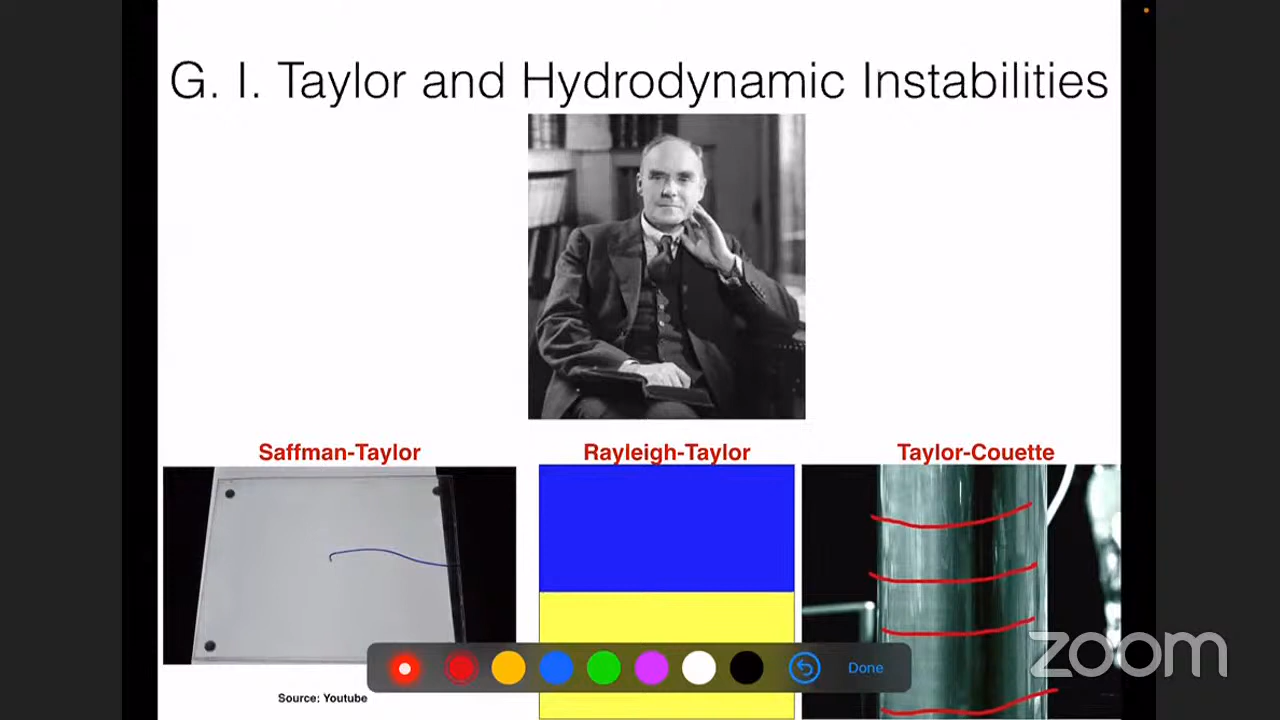 G. I. Taylor and Hydrodynamic Instabilities
Saffman-Taylor
Rayleigh-Taylor
Taylor-Couette
Source: Youtube
Done
zoom